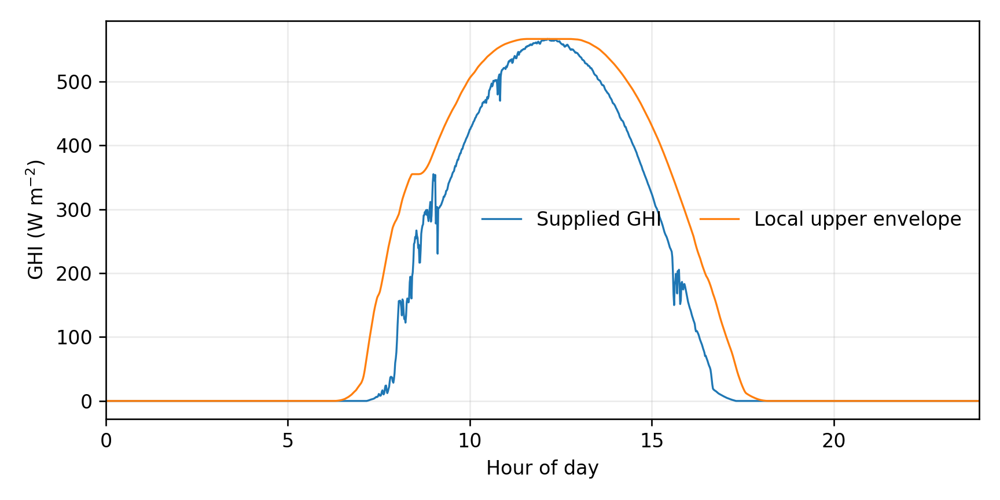 GHI (W m⁻²)
500
400
300
200
100
0
Supplied GHI
Local upper envelope
0 5 10 15 20
Hour of day